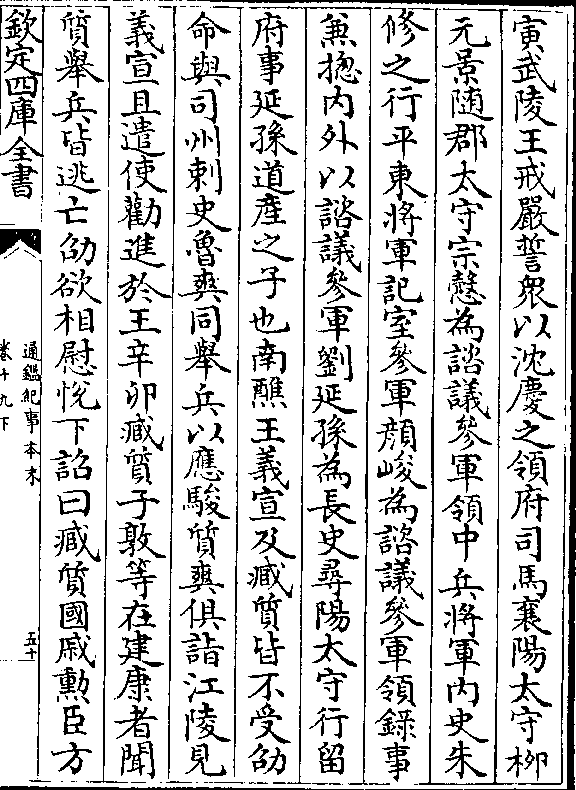 寅武陵王戒嚴誓衆以沈慶之領府司馬襄陽太守柳
元景随郡太守宗慤為諮議參軍領中兵將軍内史朱
修之行平東將軍記室參軍顔峻為諮議參軍領錄事
兼揔内外以諮議參軍劉延孫為長史尋陽太守行留
府事延孫道産之子也南醮王義宣及臧質皆不受劭
命與司州刺史魯爽同舉兵以應駿質爽俱詣江陵見
義宣且遣使勸進於王辛卯臧質子敦等在建康者聞
質舉兵皆逃亡劭欲相慰悅下詔曰臧質國戚勳臣方
欽定四庫全書
通鑑紀事本末
卷十九下
五十